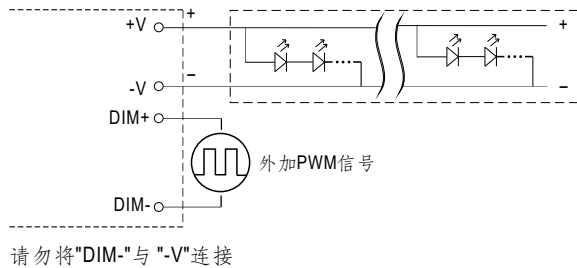 +V
+
+
-V
−
−
DIM+
外加PWM信号
DIM-
请勿将"DIM-"与 "-V"连接